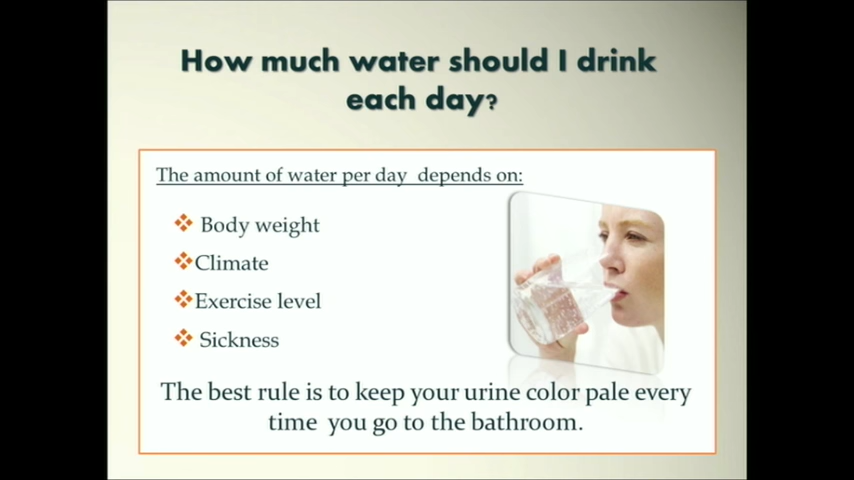 How much water should I drink
each day?
The amount of water per day depends on:
Body weight
Climate
Exercise level
Sickness
The best rule is to keep your urine color pale every
time you go to the bathroom.